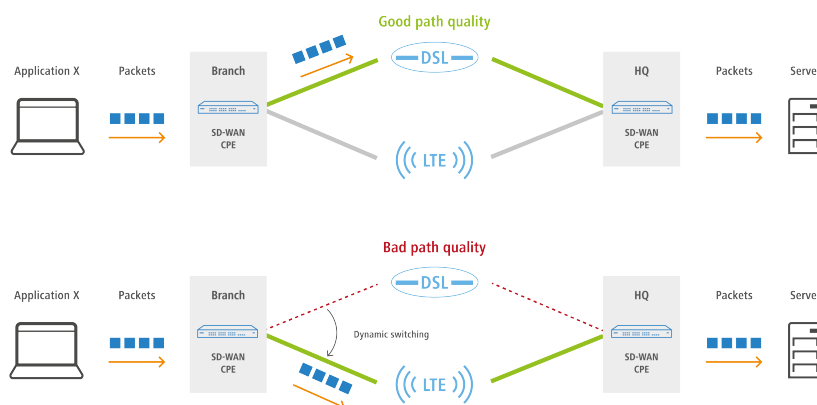 Good path quality
DSL
Application X
Packets
Branch
HQ
Packets
Serve
SD-WAN
CPE
SD-WAN
CPE
LTE
Bad path quality
DSL
Application X
Packets
Branch
HQ
Packets
Serve
Dynamic switching
SD-WAN
CPE
SD-WAN
CPE
LTE